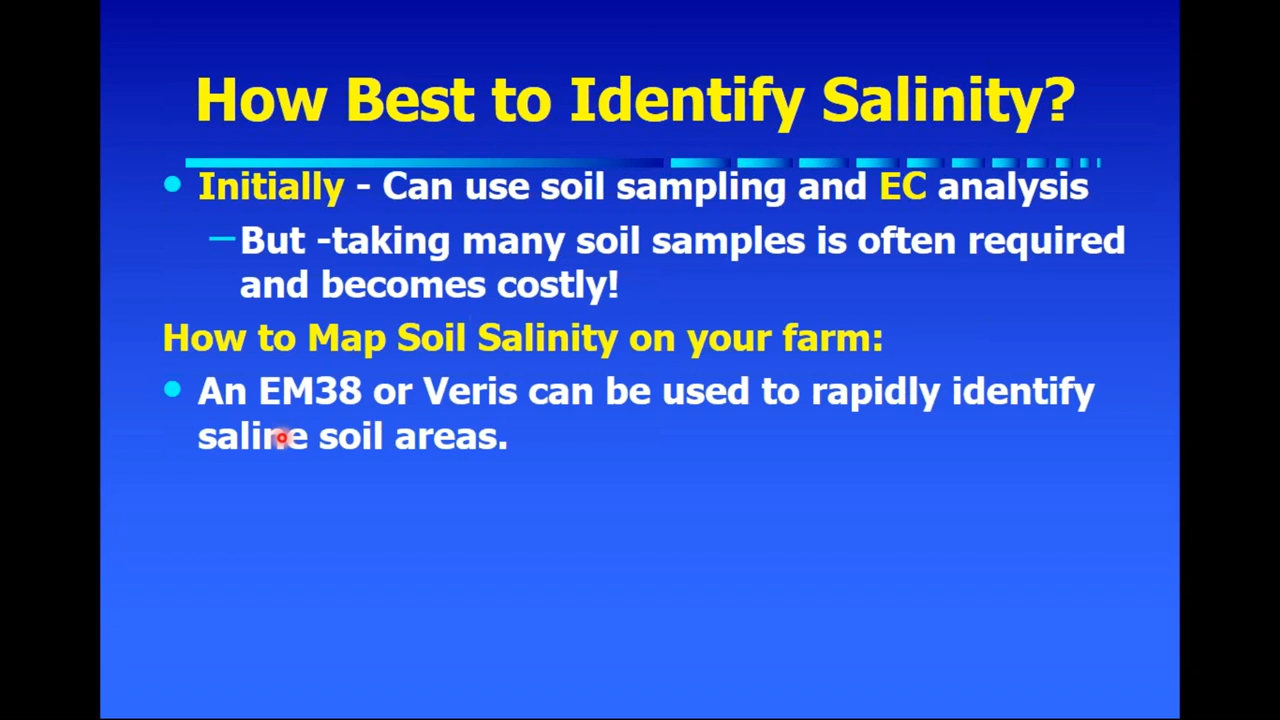 How Best to Identify Salinity?
• Initially - Can use soil sampling and EC analysis
–But -taking many soil samples is often required
and becomes costly!
How to Map Soil Salinity on your farm:
• An EM38 or Veris can be used to rapidly identify
saline soil areas.